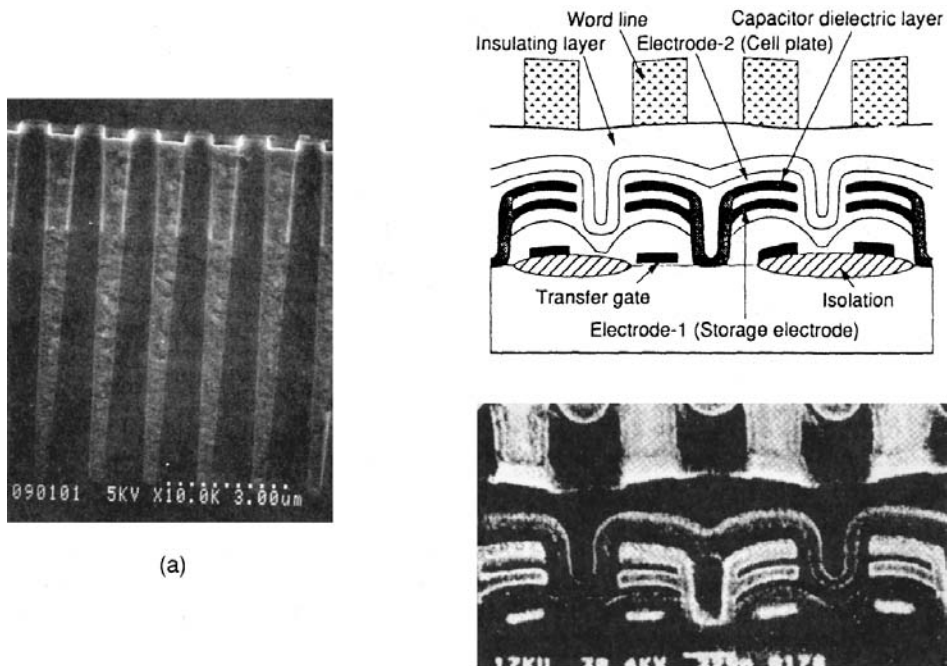 Word line
Capacitor dielectric layer
Insulating layer
Electrode-2 (Cell plate)
Transfer gate
Isolation
Electrode-1 (Storage electrode)
090101 5KV X10.0K 3.00um
(a)